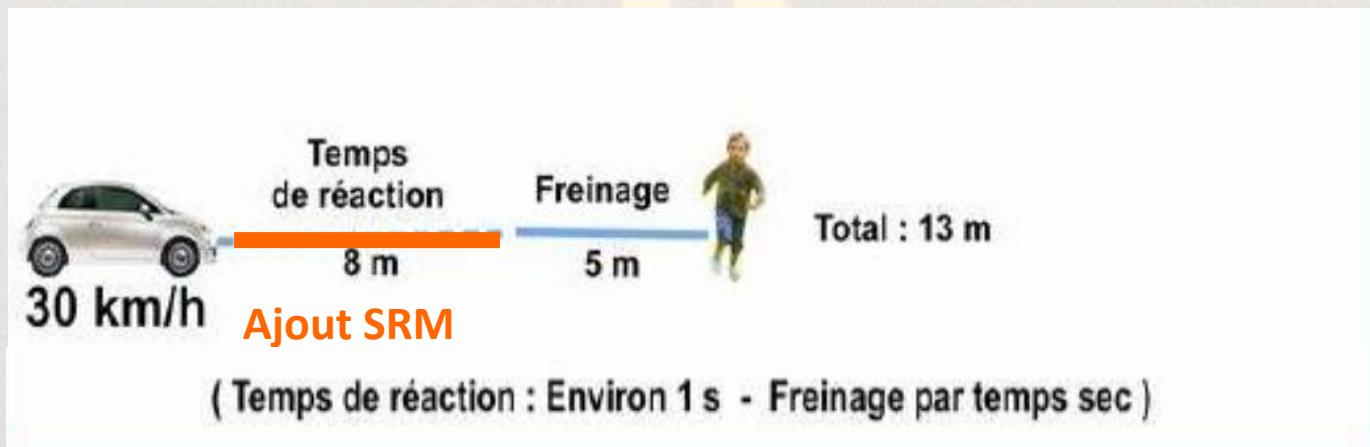 Temps
de réaction
Freinage
Total : 13 m
8 m
5 m
30 km/h
Ajout SRM
( Temps de réaction : Environ 1 s - Freinage par temps sec )